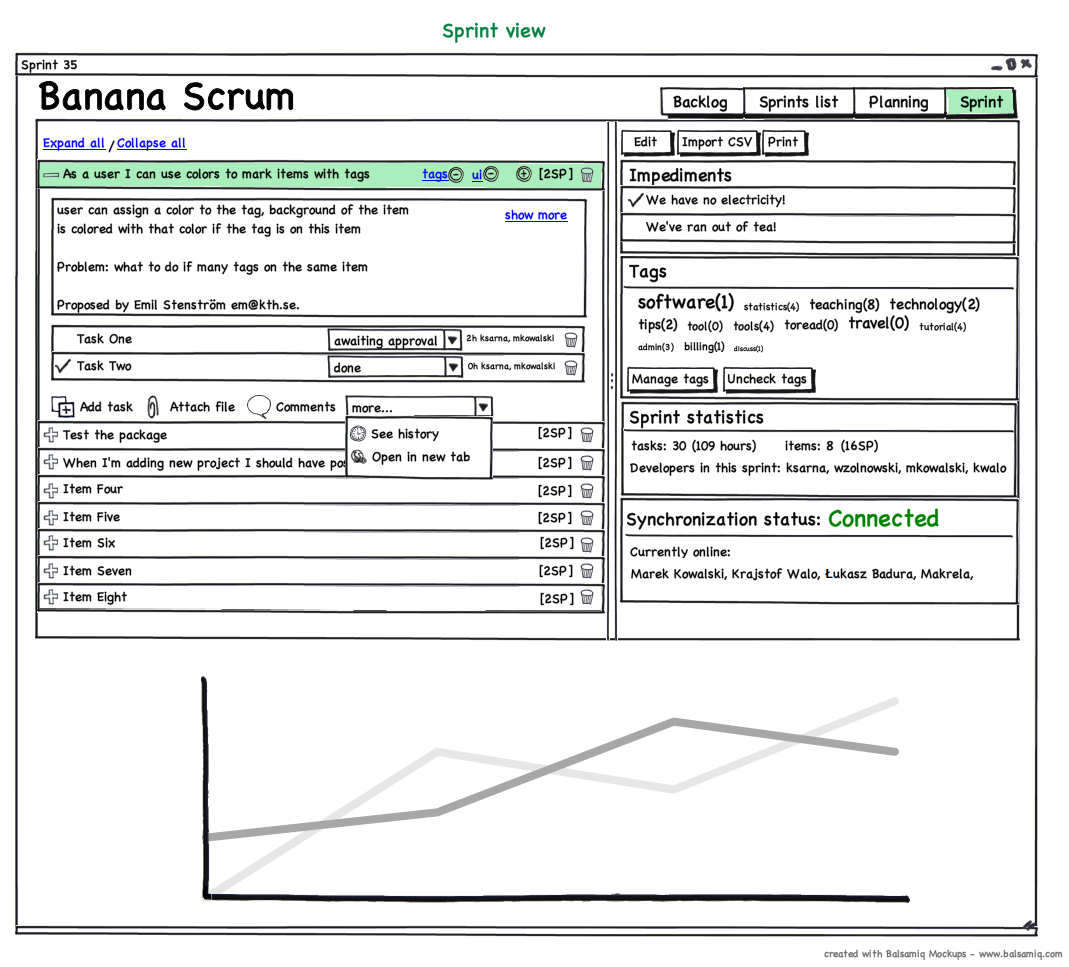 Sprint view
Sprint 35
Banana Scrum
Backlog
Sprints list
Planning
Sprint
Expand all / Collapse all
As a user I can use colors to mark items with tags tags ui [2SP]
user can assign a color to the tag, background of the item
show more
is colored with that color if the tag is on this item
Problem: what to do if many tags on the same item
Proposed by Emil Stenström em@kth.se.
Task One awaiting approval 2h ksarna, mkowalski
Task Two done 0h ksarna, mkowalski
Add task Attach file Comments more...
See history
Open in new tab
Test the package [2SP]
When I'm adding new project I should have pos [2SP]
Item Four [2SP]
Item Five [2SP]
Item Six [2SP]
Item Seven [2SP]
Item Eight [2SP]
Edit
Import CSV
Print
Impediments
We have no electricity!
We've ran out of tea!
Tags
software(1) statistics(4) teaching(8) technology(2)
tips(2) tool(0) tools(4) toread(0) travel(0) tutorial(4)
admin(3) billing(1) discuss(1)
Manage tags
Uncheck tags
Sprint statistics
tasks: 30 (109 hours) items: 8 (16SP)
Developers in this sprint: ksarna, wzolnowski, mkowalski, kwalo
Synchronization status: Connected
Currently online:
Marek Kowalski, Krajstof Walo, Łukasz Badura, Makrela,
created with Balsamiq Mockups - www.balsamiq.com